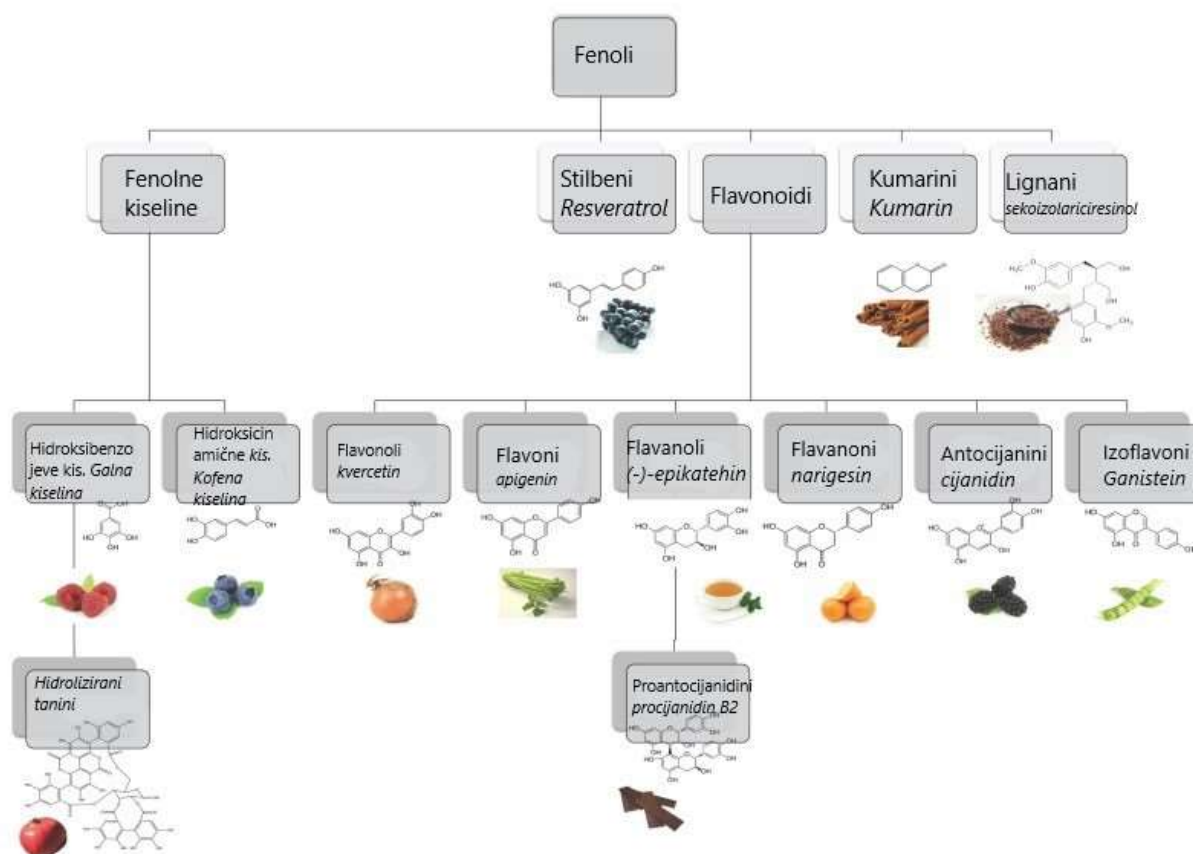 Fenoli
Fenolne
kiseline
Stilbeni
Resveratrol
Flavonoidi
Kumarini
Kumarin
Lignani
sekoizolariciresinol
Hidroksibenzo
jeve kis. Galna
kiselina
Hidroksicin
amične kis.
Kofena
kiselina
Flavonoli
kvercetin
Flavoni
apigenin
Flavanoli
(-)-epikatehin
Flavanoni
narigesin
Antocijanini
cijanidin
Izoflavoni
Ganistein
Hidrolizirani
tanini
Proantocijanidini
procijanidin B2